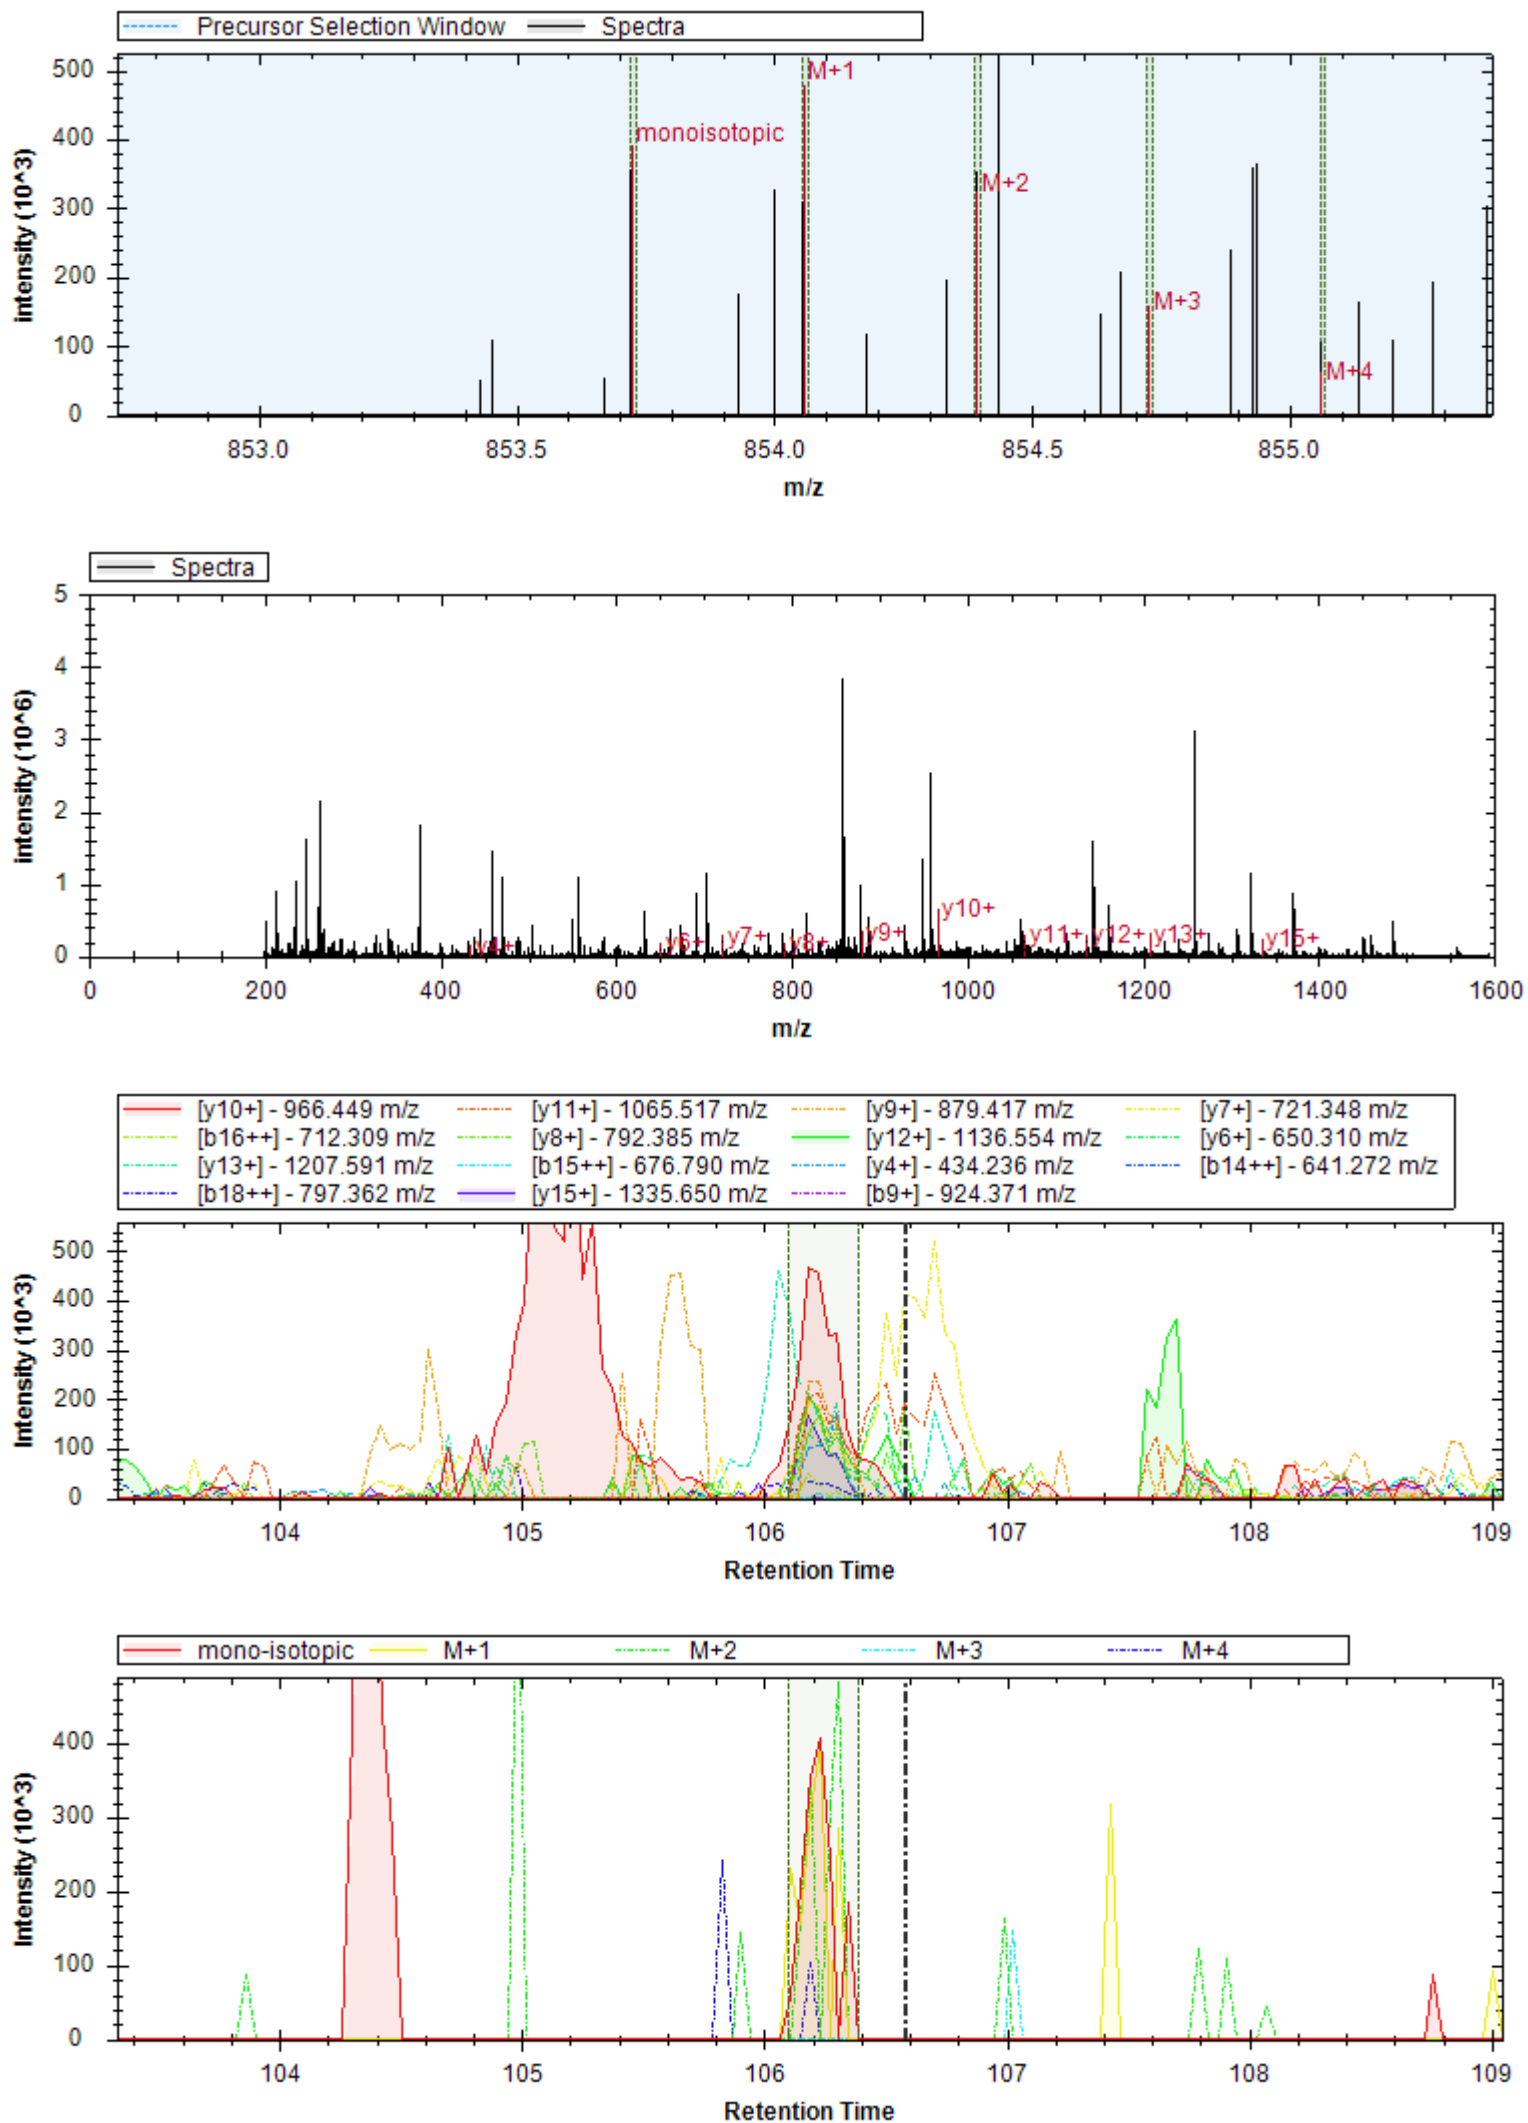 Precursor Selection Window Spectra
500
400
300
200
100
0
intensity (10^3)
M+1
monoisotopic
M+2
M+3
M+4
853.0 853.5 854.0 854.5 855.0
m/z
Spectra
5
4
3
2
1
0
intensity (10^6)
y4+ y6+ y7+ y8+ y9+ y10+ y11+ y12+ y13+ y15+
0 200 400 600 800 1000 1200 1400 1600
m/z
[y10+] - 966.449 m/z [y11+] - 1065.517 m/z [y9+] - 879.417 m/z [y7+] - 721.348 m/z
[b16++] - 712.309 m/z [y8+] - 792.385 m/z [y12+] - 1136.554 m/z [y6+] - 650.310 m/z
[y13+] - 1207.591 m/z [b15++] - 676.790 m/z [y4+] - 434.236 m/z [b14++] - 641.272 m/z
[b18++] - 797.362 m/z [y15+] - 1335.650 m/z [b9+] - 924.371 m/z
500
400
300
200
100
0
Intensity (10^3)
104 105 106 107 108 109
Retention Time
mono-isotopic M+1 M+2 M+3 M+4
400
300
200
100
0
Intensity (10^3)
104 105 106 107 108 109
Retention Time